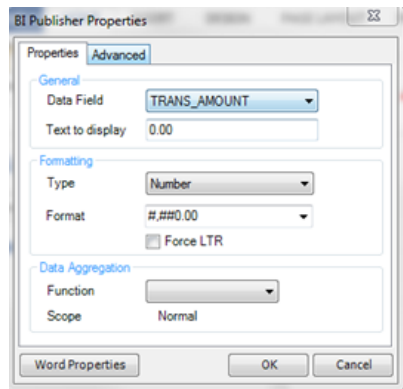 BI Publisher Properties
Properties Advanced
General
Data Field TRANS_AMOUNT
Text to display 0.00
Formatting
Type Number
Format #,##0.00
Force LTR
Data Aggregation
Function
Scope Normal
Word Properties OK Cancel